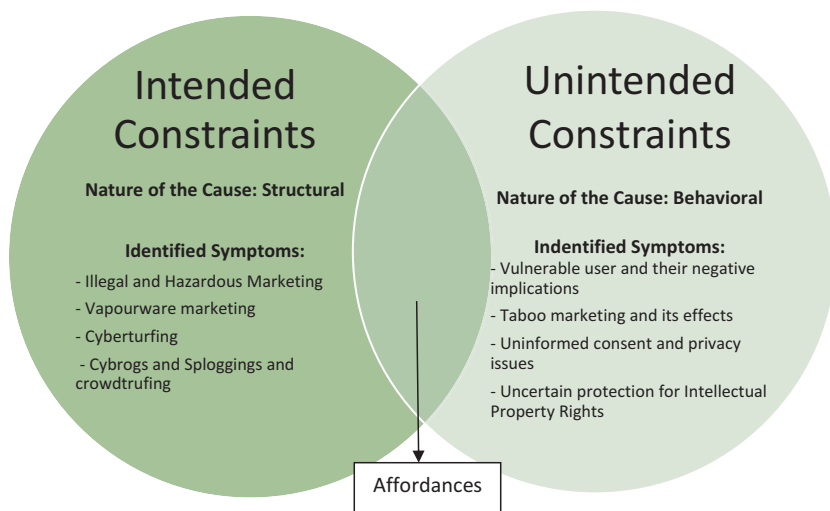 Intended
Constraints
Nature of the Cause: Structural
Identified Symptoms:
- Illegal and Hazardous Marketing
- Vapourware marketing
- Cyberturfing
- Cybrogs and Sploggings and
crowdtrufing
Unintended
Constraints
Nature of the Cause: Behavioral
Indentified Symptoms:
- Vulnerable user and their negative
implications
- Taboo marketing and its effects
- Uninformed consent and privacy
issues
- Uncertain protection for Intellectual
Property Rights
Affordances